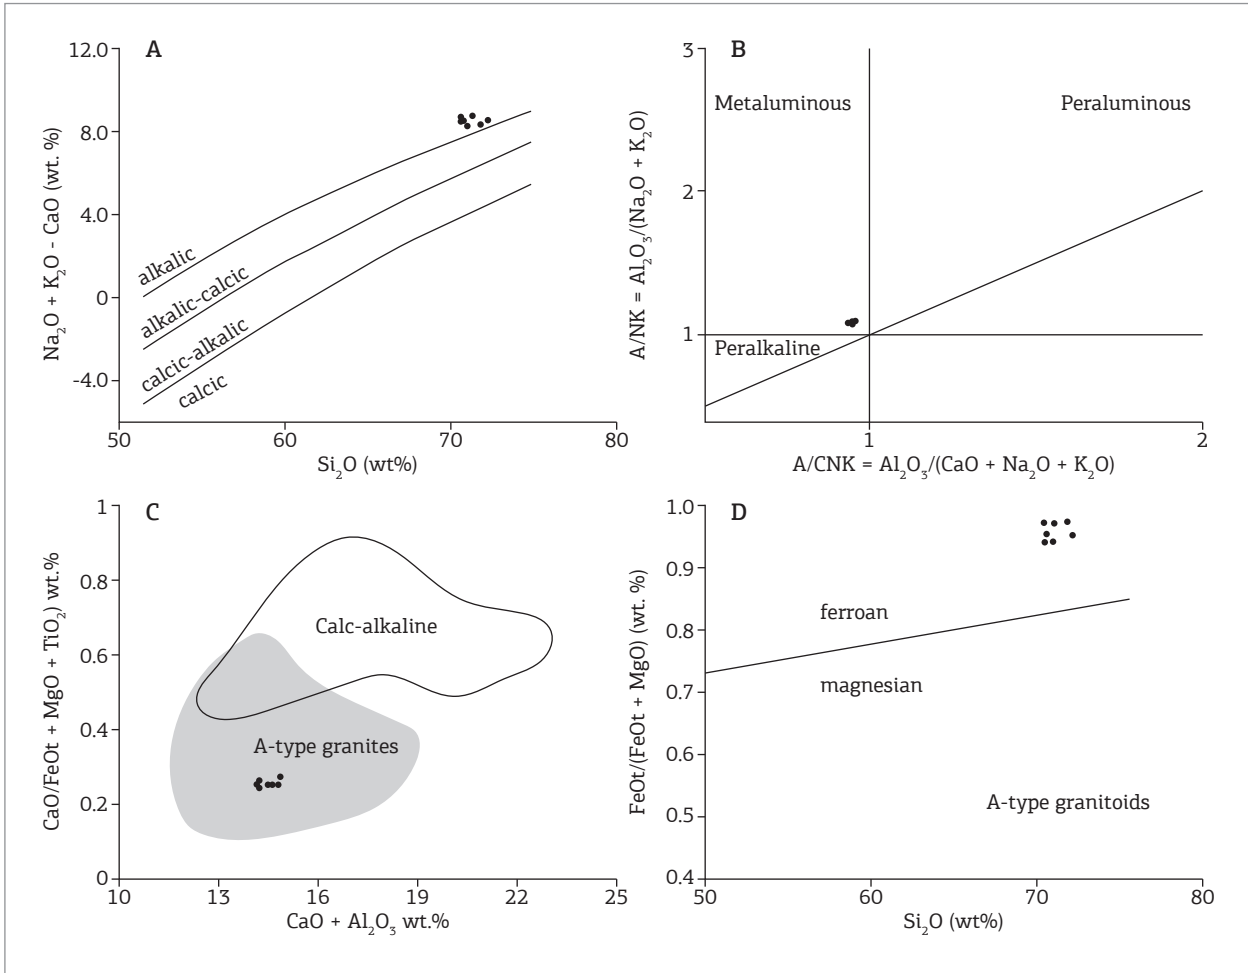 A
12.0
8.0
4.0
0
-4.0
Na₂O + K₂O - CaO (wt. %)
alkalic
alkalic-calcic
calcic-alkalic
calcic
50
60
70
80
Si₂O (wt%)
B
3
2
1
A/NK = Al₂O₃/(Na₂O + K₂O)
Metaluminous
Peraluminous
Peralkaline
1
2
A/CNK = Al₂O₃/(CaO + Na₂O + K₂O)
C
1
0.8
0.6
0.4
0.2
0
CaO/FeOt + MgO + TiO₂) wt.%
Calc-alkaline
A-type granites
10
13
16
19
22
25
CaO + Al₂O₃ wt.%
D
1.0
0.9
0.8
0.7
0.6
0.5
0.4
FeOt/(FeOt + MgO) (wt. %)
ferroan
magnesian
A-type granitoids
50
60
70
80
Si₂O (wt%)